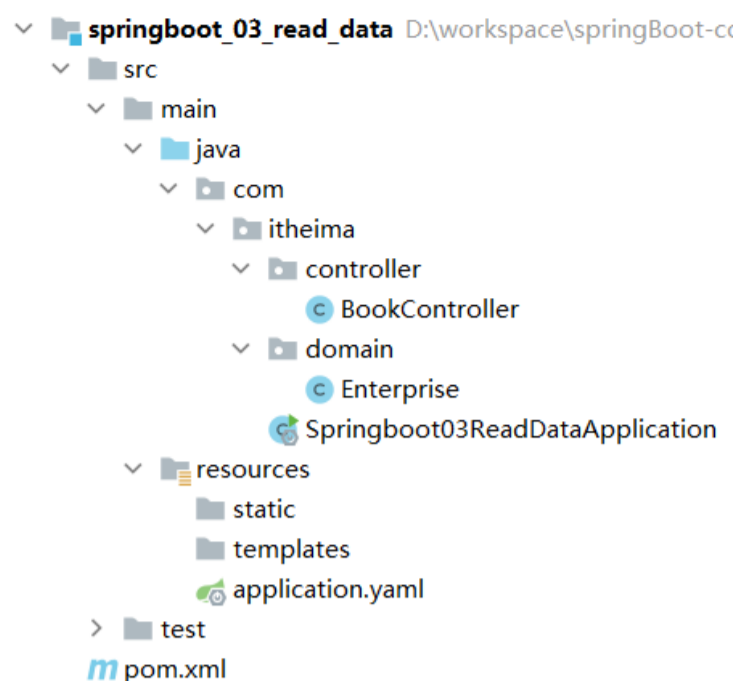 springboot_03_read_data D:\workspace\springBoot-co
src
main
java
com
itheima
controller
C BookController
domain
C Enterprise
Springboot03ReadDataApplication
resources
static
templates
application.yaml
test
m pom.xml